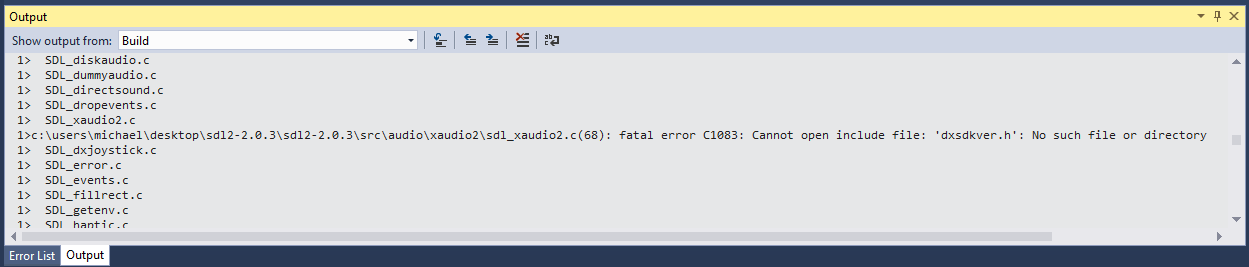 Output
Show output from: Build
1>  SDL_diskaudio.c
1>  SDL_dummyaudio.c
1>  SDL_directsound.c
1>  SDL_dropevents.c
1>  SDL_xaudio2.c
1>c:\users\michael\desktop\sdl2-2.0.3\sdl2-2.0.3\src\audio\xaudio2\sdl_xaudio2.c(68): fatal error C1083: Cannot open include file: 'dxsdkver.h': No such file or directory
1>  SDL_dxjoystick.c
1>  SDL_error.c
1>  SDL_events.c
1>  SDL_fillrect.c
1>  SDL_getenv.c
1>  SDL_haptic.c
Error List Output